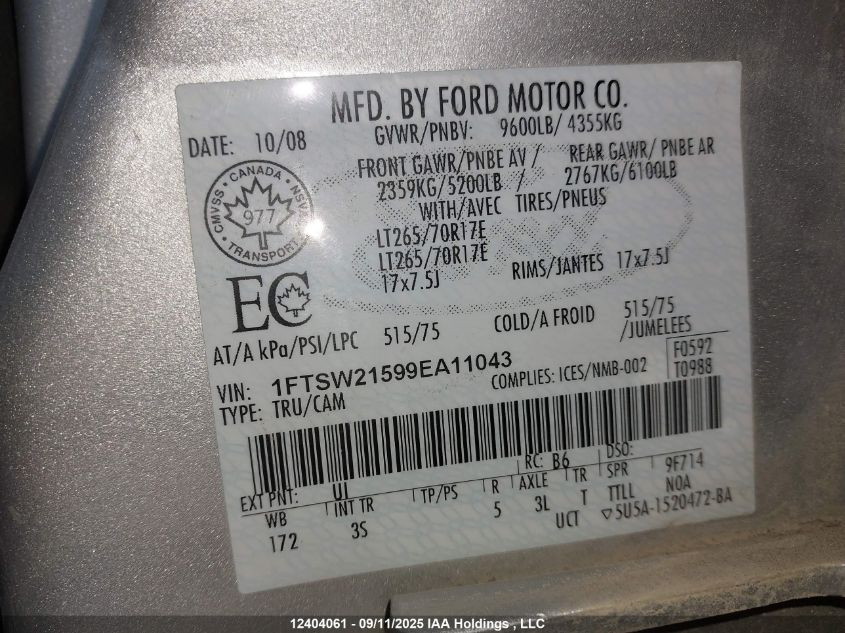 MFD. BY FORD MOTOR CO.
DATE: 10/08 GVWR/PNBV: 9600LB/ 4355KG
FRONT GAWR/PNBE AV / REAR GAWR/ PNBE AR
2359KG/5200LB / 2767KG/6100LB
WITH/AVEC TIRES/PNEUS
LT265/70R17E
LT265/70R17E
17x7.5J RIMS/JANTES 17x7.5J
CMVSS · CANADA · NSVAC
977
TRANSPORT
EC
AT/A kPa/PSI/LPC 515/75 COLD/A FROID 515/75
/JUMELEES
VIN: 1FTSW21599EA11043 COMPLIES: ICES/NMB-002 F0592
TYPE: TRU/CAM T0988
EXT PNT: UI RC: B6 DSO:
WB INT TR TP/PS R AXLE TR SPR 9F714
172 3S 5 3L T TTLL N0A
UCT ▽5U5A-1520472-BA
12404061 - 09/11/2025 IAA Holdings , LLC